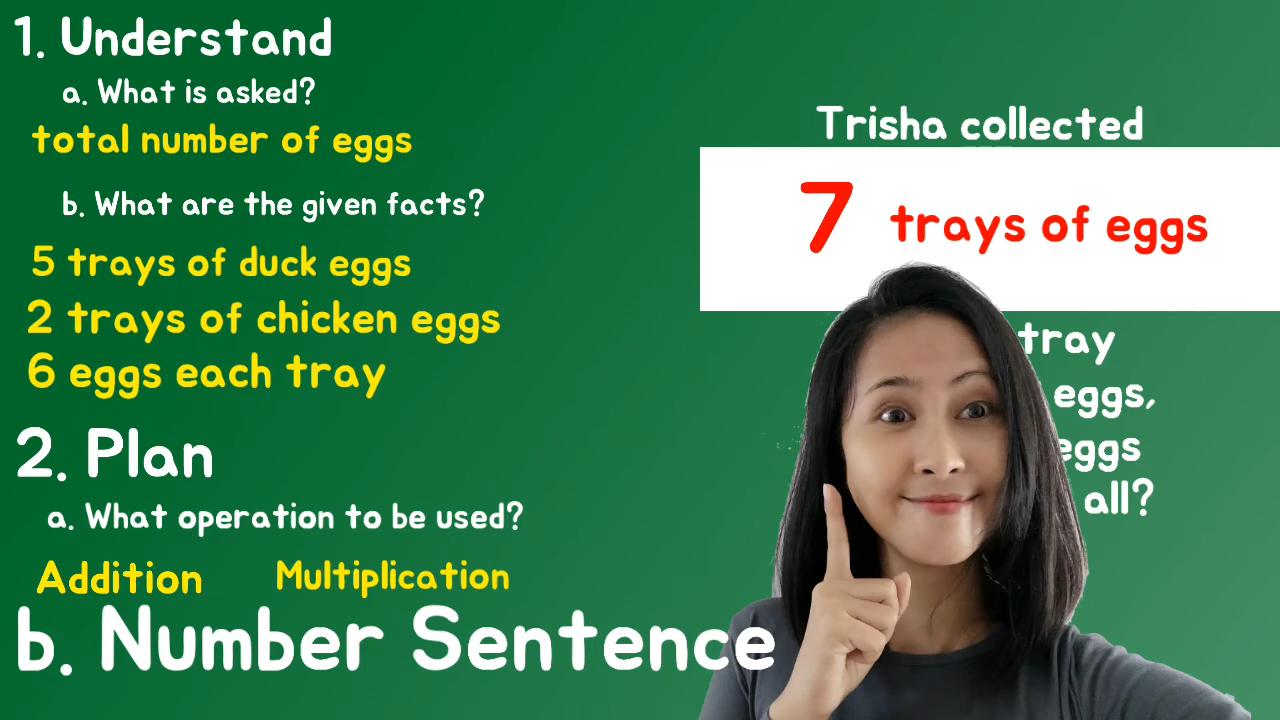 1. Understand
a. What is asked?
total number of eggs
b. What are the given facts?
5 trays of duck eggs
2 trays of chicken eggs
6 eggs each tray
2. Plan
a. What operation to be used?
Addition Multiplication
b. Number Sentence
Trisha collected
7 trays of eggs
tray
eggs,
eggs
all?